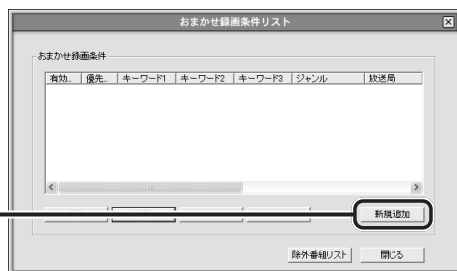 おまかせ録画条件リスト
おまかせ録画条件
有効... 優先... キーワード1 キーワード2 キーワード3 ジャンル 放送局
新規追加
除外番組リスト 閉じる